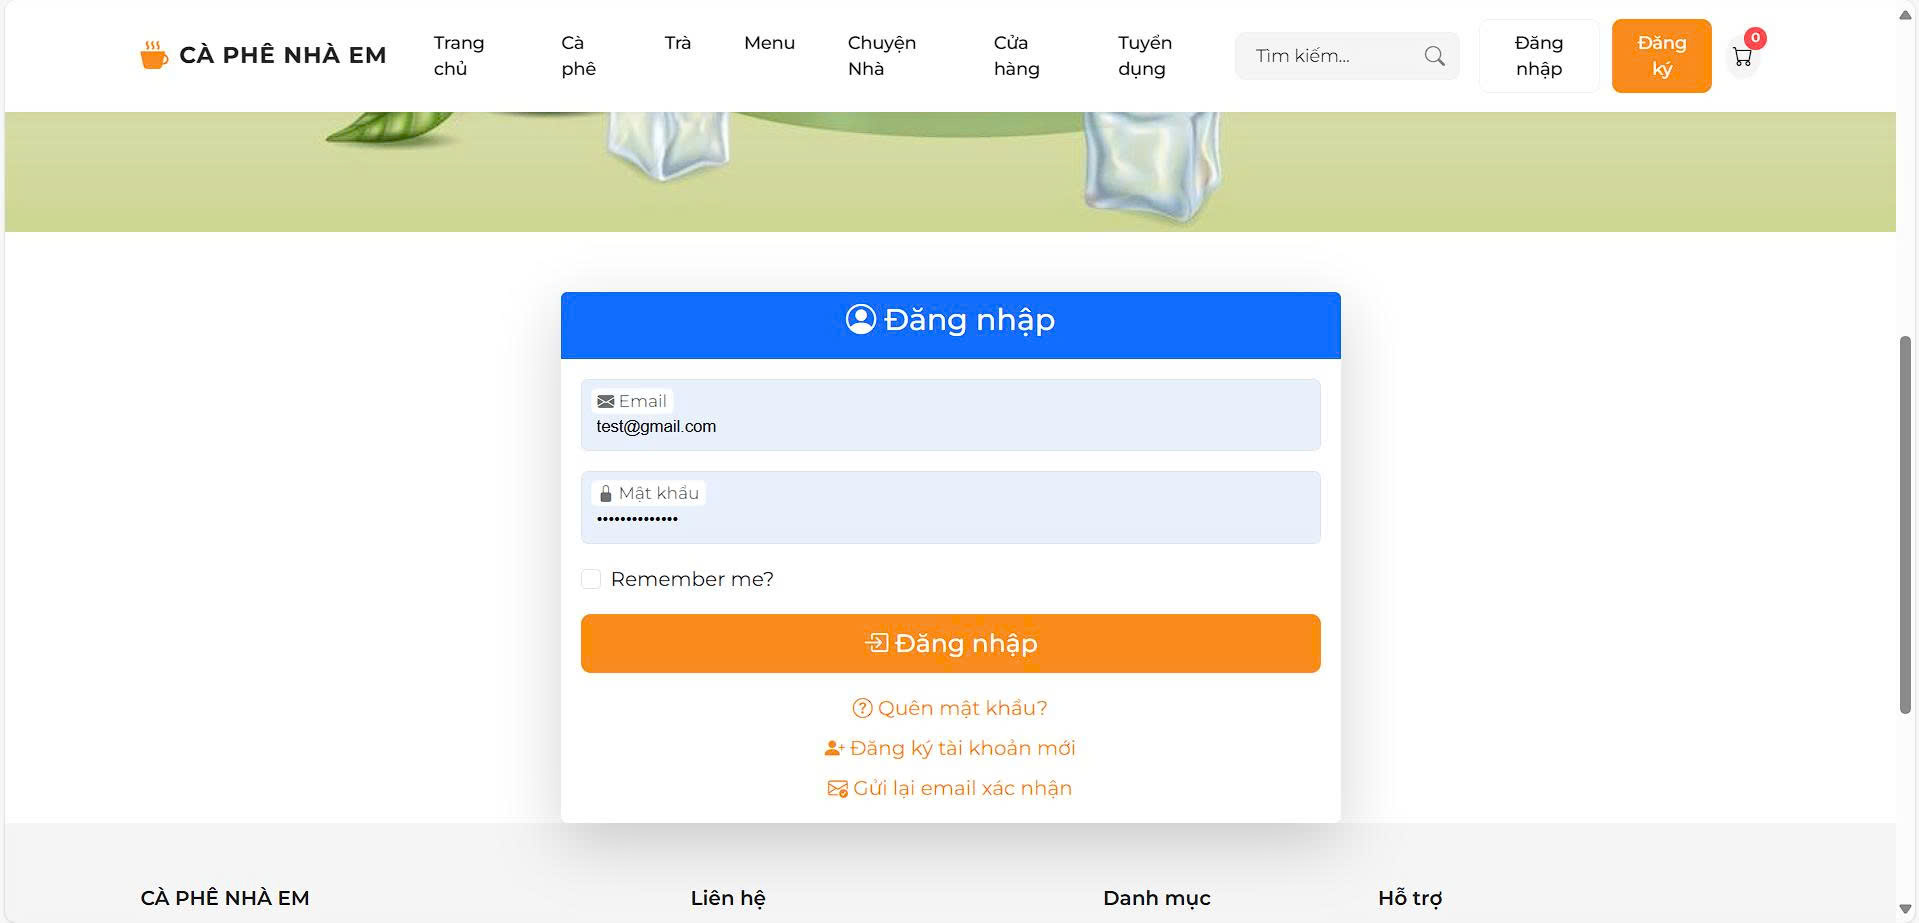 CÀ PHÊ NHÀ EM
Trang
chủ
Cà
phê
Trà
Menu
Chuyện
Nhà
Cửa
hàng
Tuyển
dụng
Tìm kiếm...
Đăng
nhập
Đăng
ký
0
Đăng nhập
Email
test@gmail.com
Mật khẩu
••••••••••••••
Remember me?
Đăng nhập
Quên mật khẩu?
Đăng ký tài khoản mới
Gửi lại email xác nhận
CÀ PHÊ NHÀ EM
Liên hệ
Danh mục
Hỗ trợ